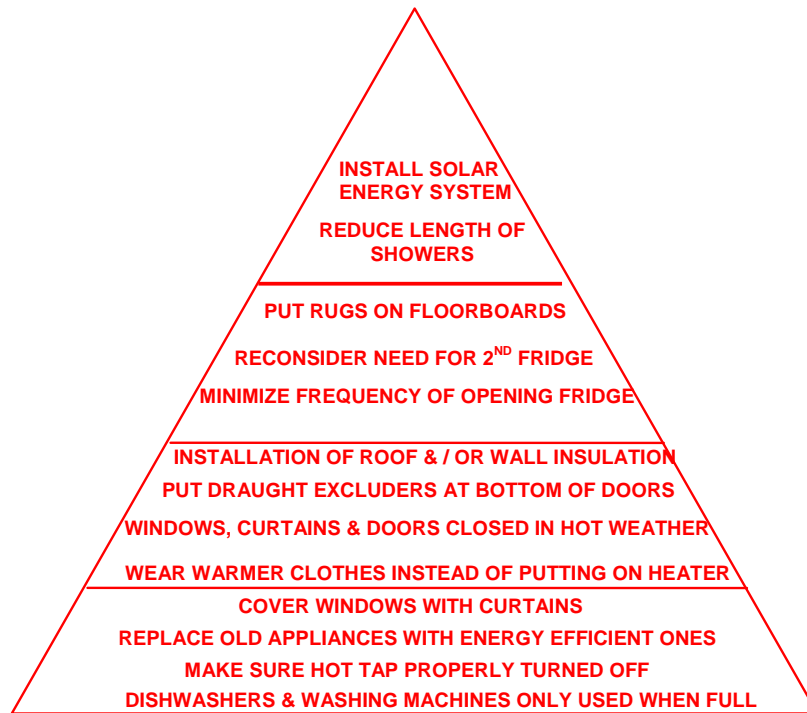 INSTALL SOLAR
ENERGY SYSTEM
REDUCE LENGTH OF
SHOWERS
PUT RUGS ON FLOORBOARDS
RECONSIDER NEED FOR 2ND FRIDGE
MINIMIZE FREQUENCY OF OPENING FRIDGE
INSTALLATION OF ROOF & / OR WALL INSULATION
PUT DRAUGHT EXCLUDERS AT BOTTOM OF DOORS
WINDOWS, CURTAINS & DOORS CLOSED IN HOT WEATHER
WEAR WARMER CLOTHES INSTEAD OF PUTTING ON HEATER
COVER WINDOWS WITH CURTAINS
REPLACE OLD APPLIANCES WITH ENERGY EFFICIENT ONES
MAKE SURE HOT TAP PROPERLY TURNED OFF
DISHWASHERS & WASHING MACHINES ONLY USED WHEN FULL